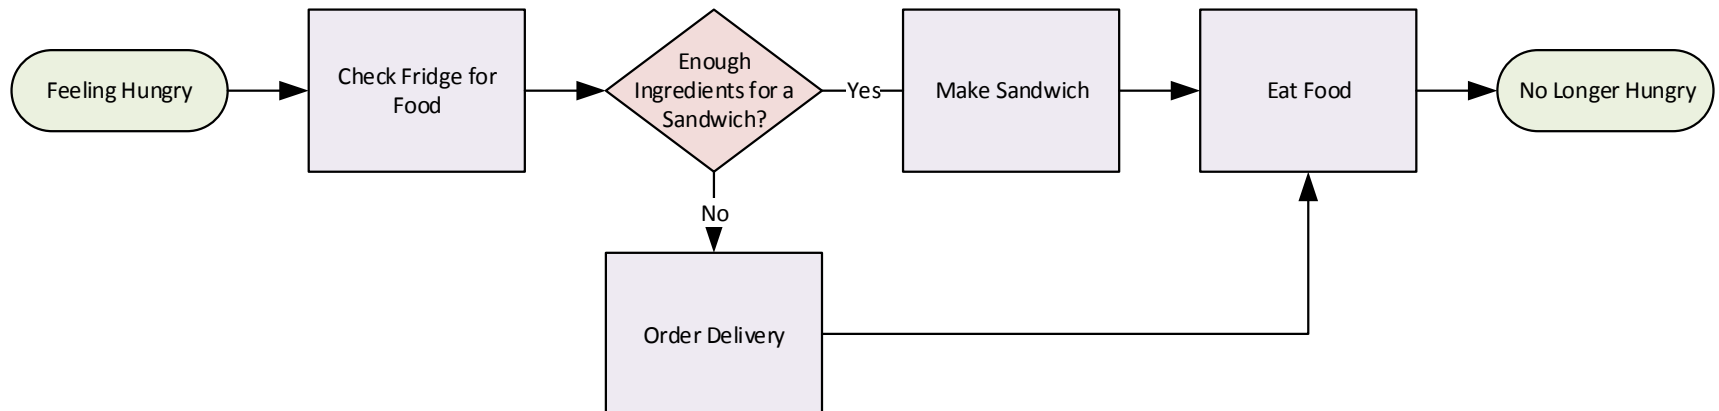 Feeling Hungry
Check Fridge for
Food
Enough
Ingredients for a
Sandwich?
Yes
Make Sandwich
Eat Food
No Longer Hungry
No
Order Delivery